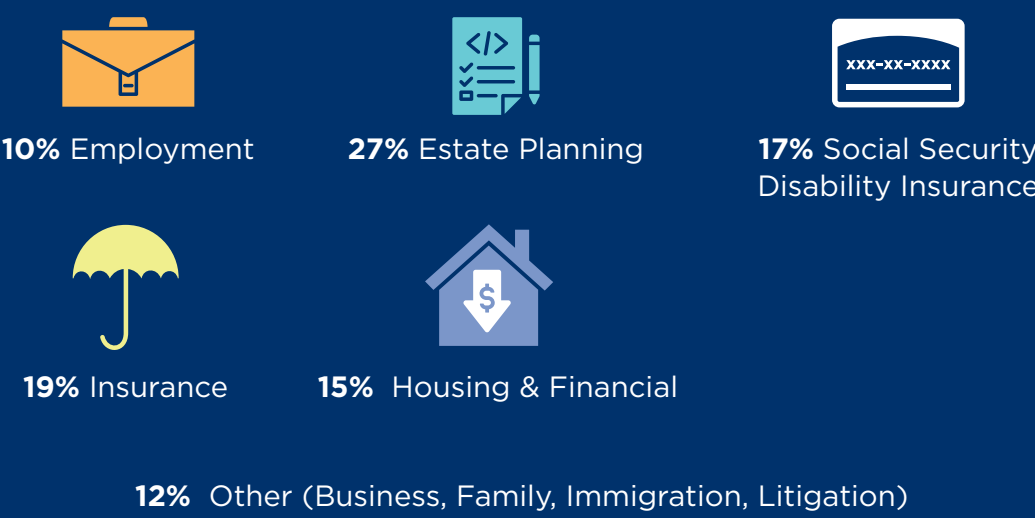 </>
xxx-xx-xxxx
10% Employment
27% Estate Planning
17% Social Security
Disability Insurance
$
19% Insurance
15% Housing & Financial
12% Other (Business, Family, Immigration, Litigation)